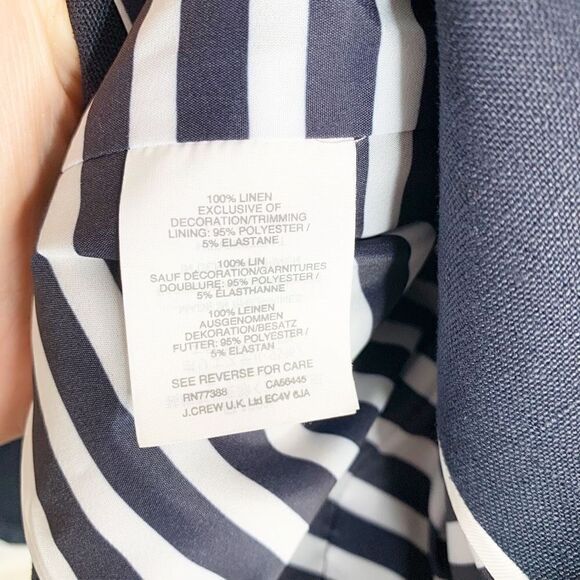 100% LINEN
EXCLUSIVE OF
DECORATION/TRIMMING
LINING: 95% POLYESTER /
5% ELASTANE
100% LIN
SAUF DÉCORATION/GARNITURES
DOUBLURE: 95% POLYESTER /
5% ELASTHANNE
100% LEINEN
AUSGENOMMEN
DEKORATION/BESATZ
FUTTER: 95% POLYESTER /
5% ELASTAN
SEE REVERSE FOR CARE
RN77388 CA56445
J.CREW U.K. Ltd EC4V 6JA